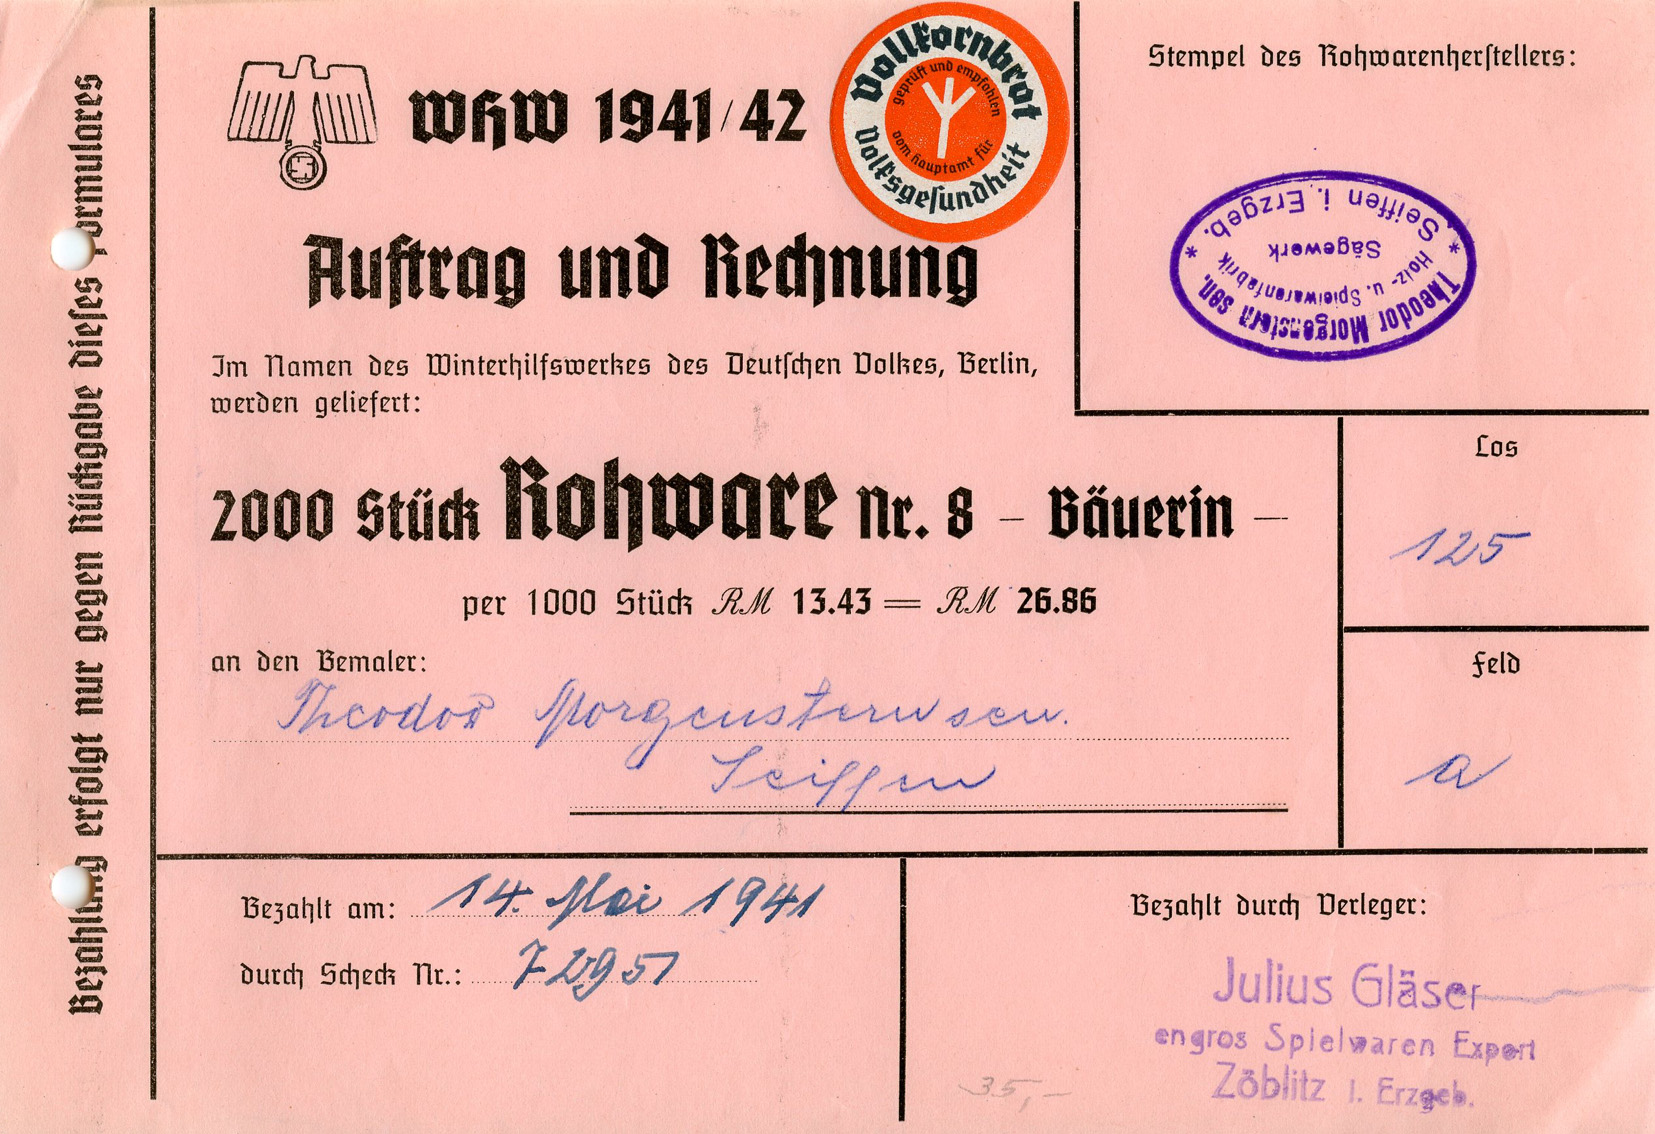 Bezahlung erfolgt nur gegen Rückgabe dieses Formulares
WHW 1941/42
Vollkornbrot
geprüft und empfohlen
vom Hauptamt für
Volksgesundheit
Stempel des Rohwarenherstellers:
Theodor Morgenstern sen.
Holz- u. Spielwarenfabrik
Sägewerk
* Seiffen i. Erzgeb. *
Auftrag und Rechnung
Im Namen des Winterhilfswerkes des Deutschen Volkes, Berlin,
werden geliefert:
2000 Stück Rohware Nr. 8 – Bäuerin –
per 1000 Stück RM 13.43 = RM 26.86
Los
125
an den Bemaler:
Theodor Morgenstern sen.
Seiffen
Feld
a
Bezahlt am: 14. Mai 1941
durch Scheck Nr.:
Bezahlt durch Verleger:
Julius Gläser
engros Spielwaren Export
Zöblitz i. Erzgeb.
35,-